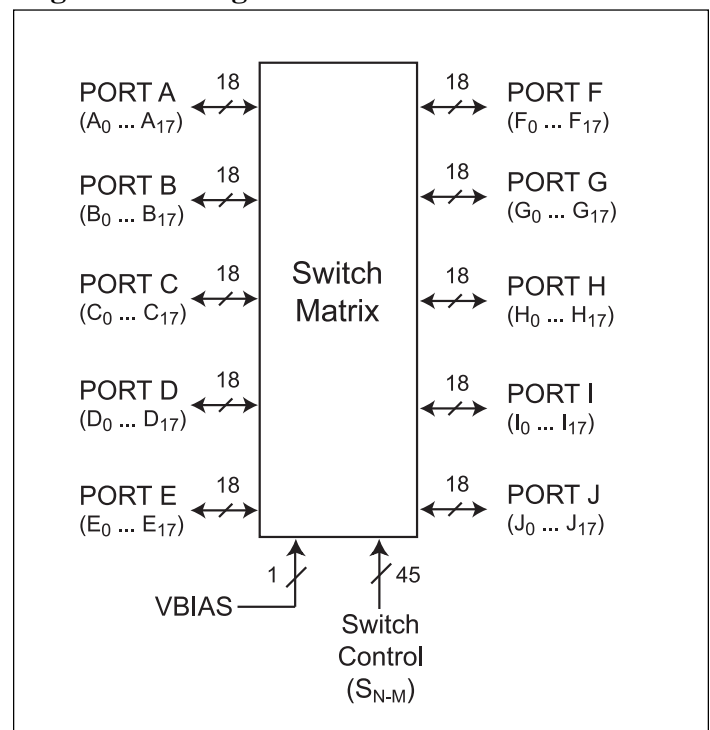 PORT A
18
(A0 ... A17)
PORT B
18
(B0 ... B17)
PORT C
18
(C0 ... C17)
PORT D
18
(D0 ... D17)
PORT E
18
(E0 ... E17)
Switch
Matrix
18
PORT F
(F0 ... F17)
18
PORT G
(G0 ... G17)
18
PORT H
(H0 ... H17)
18
PORT I
(I0 ... I17)
18
PORT J
(J0 ... J17)
1
VBIAS
45
Switch
Control
(SN-M)